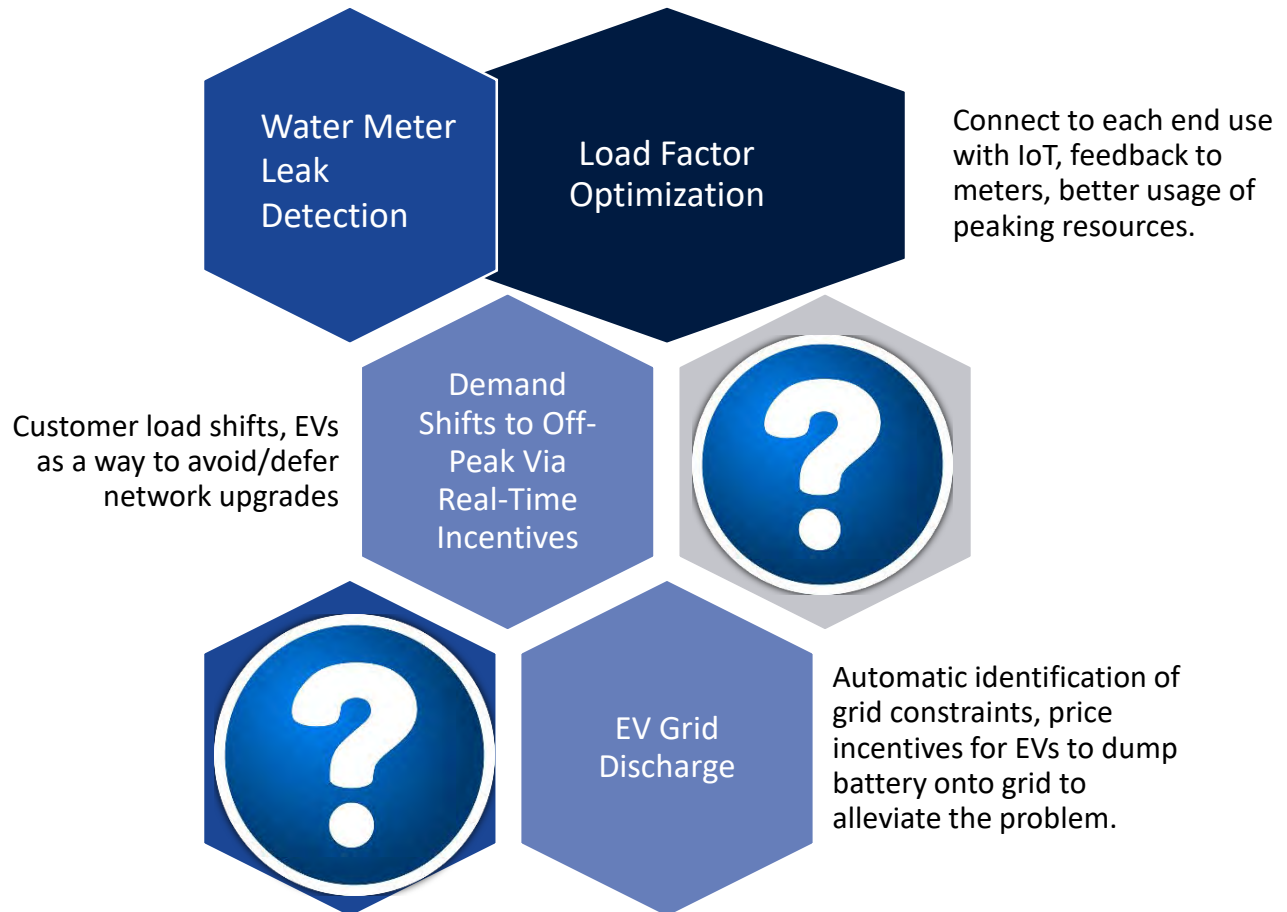 Water Meter
Leak
Detection
Load Factor
Optimization
Connect to each end use
with IoT, feedback to
meters, better usage of
peaking resources.
Customer load shifts, EVs
as a way to avoid/defer
network upgrades
Demand
Shifts to Off-
Peak Via
Real-Time
Incentives
?
?
EV Grid
Discharge
Automatic identification of
grid constraints, price
incentives for EVs to dump
battery onto grid to
alleviate the problem.